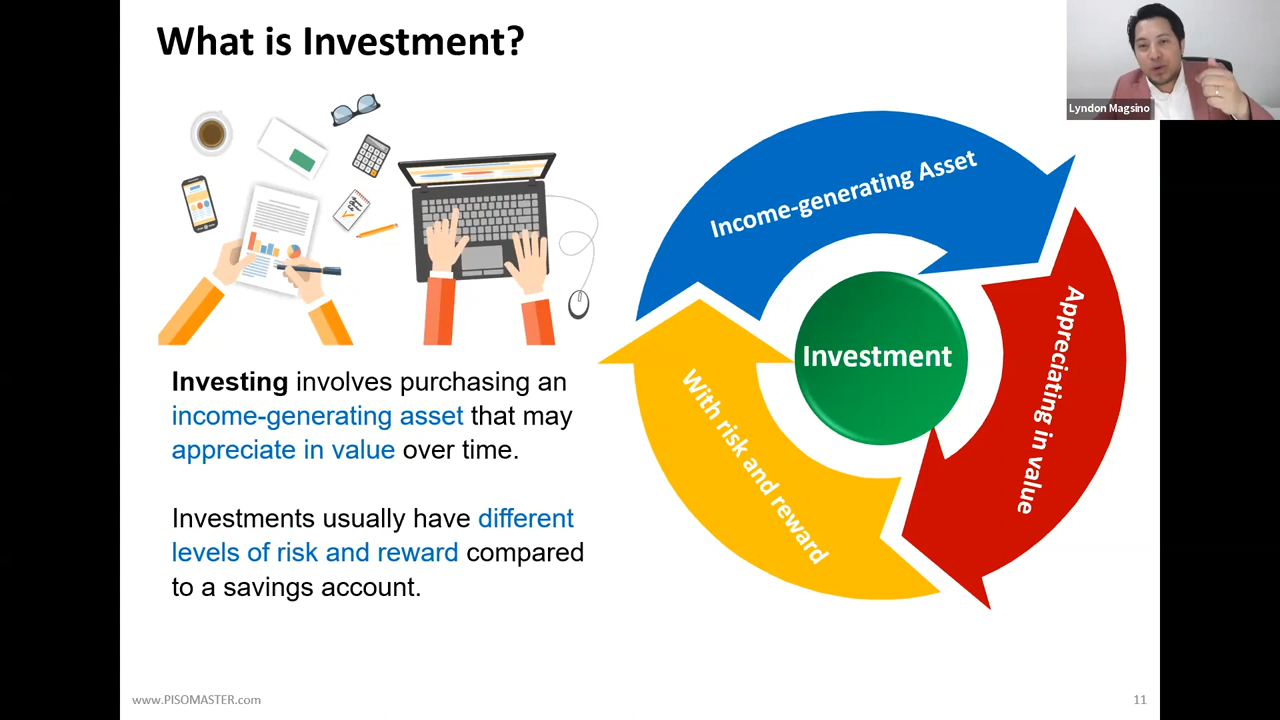 What is Investment?
Lyndon Magsino
Income-generating Asset
Appreciating in value
With risk and reward
Investment
Investing involves purchasing an
income-generating asset that may
appreciate in value over time.
Investments usually have different
levels of risk and reward compared
to a savings account.
www.PISOMASTER.com
11